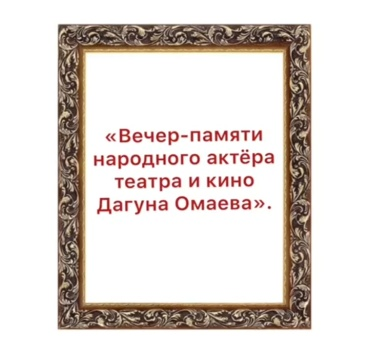 «Вечер-памяти
народного актёра
театра и кино
Дагуна Омаева».